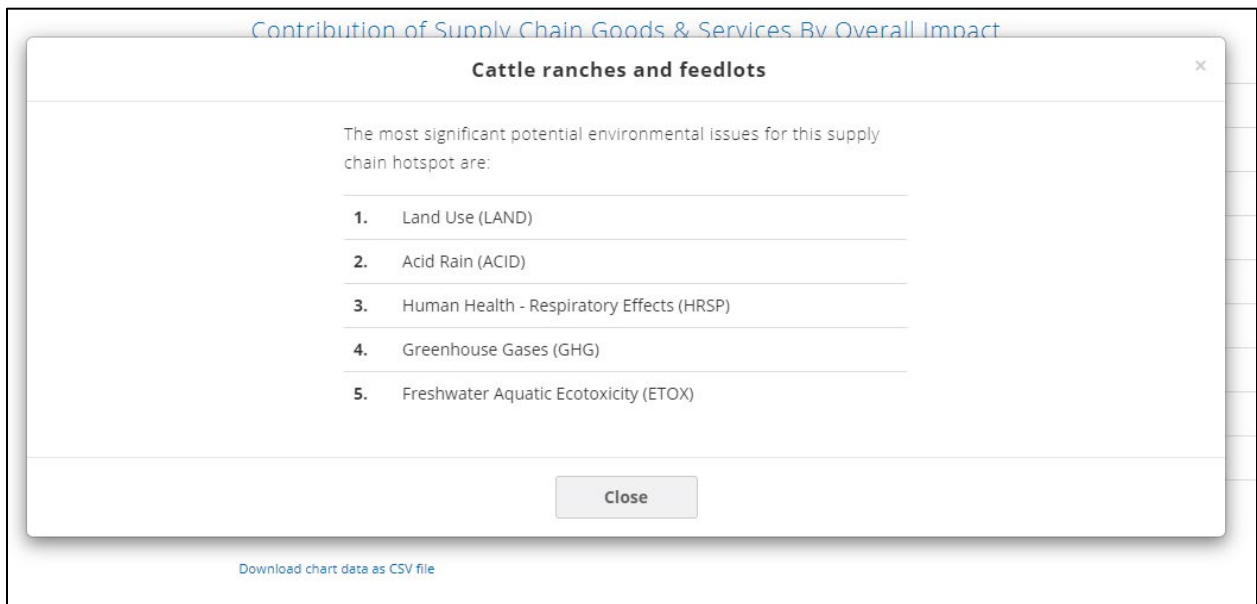 Contribution of Supply Chain Goods & Services By Overall Impact
Cattle ranches and feedlots
×
The most significant potential environmental issues for this supply
chain hotspot are:
1. Land Use (LAND)
2. Acid Rain (ACID)
3. Human Health - Respiratory Effects (HRSP)
4. Greenhouse Gases (GHG)
5. Freshwater Aquatic Ecotoxicity (ETOX)
Close
Download chart data as CSV file